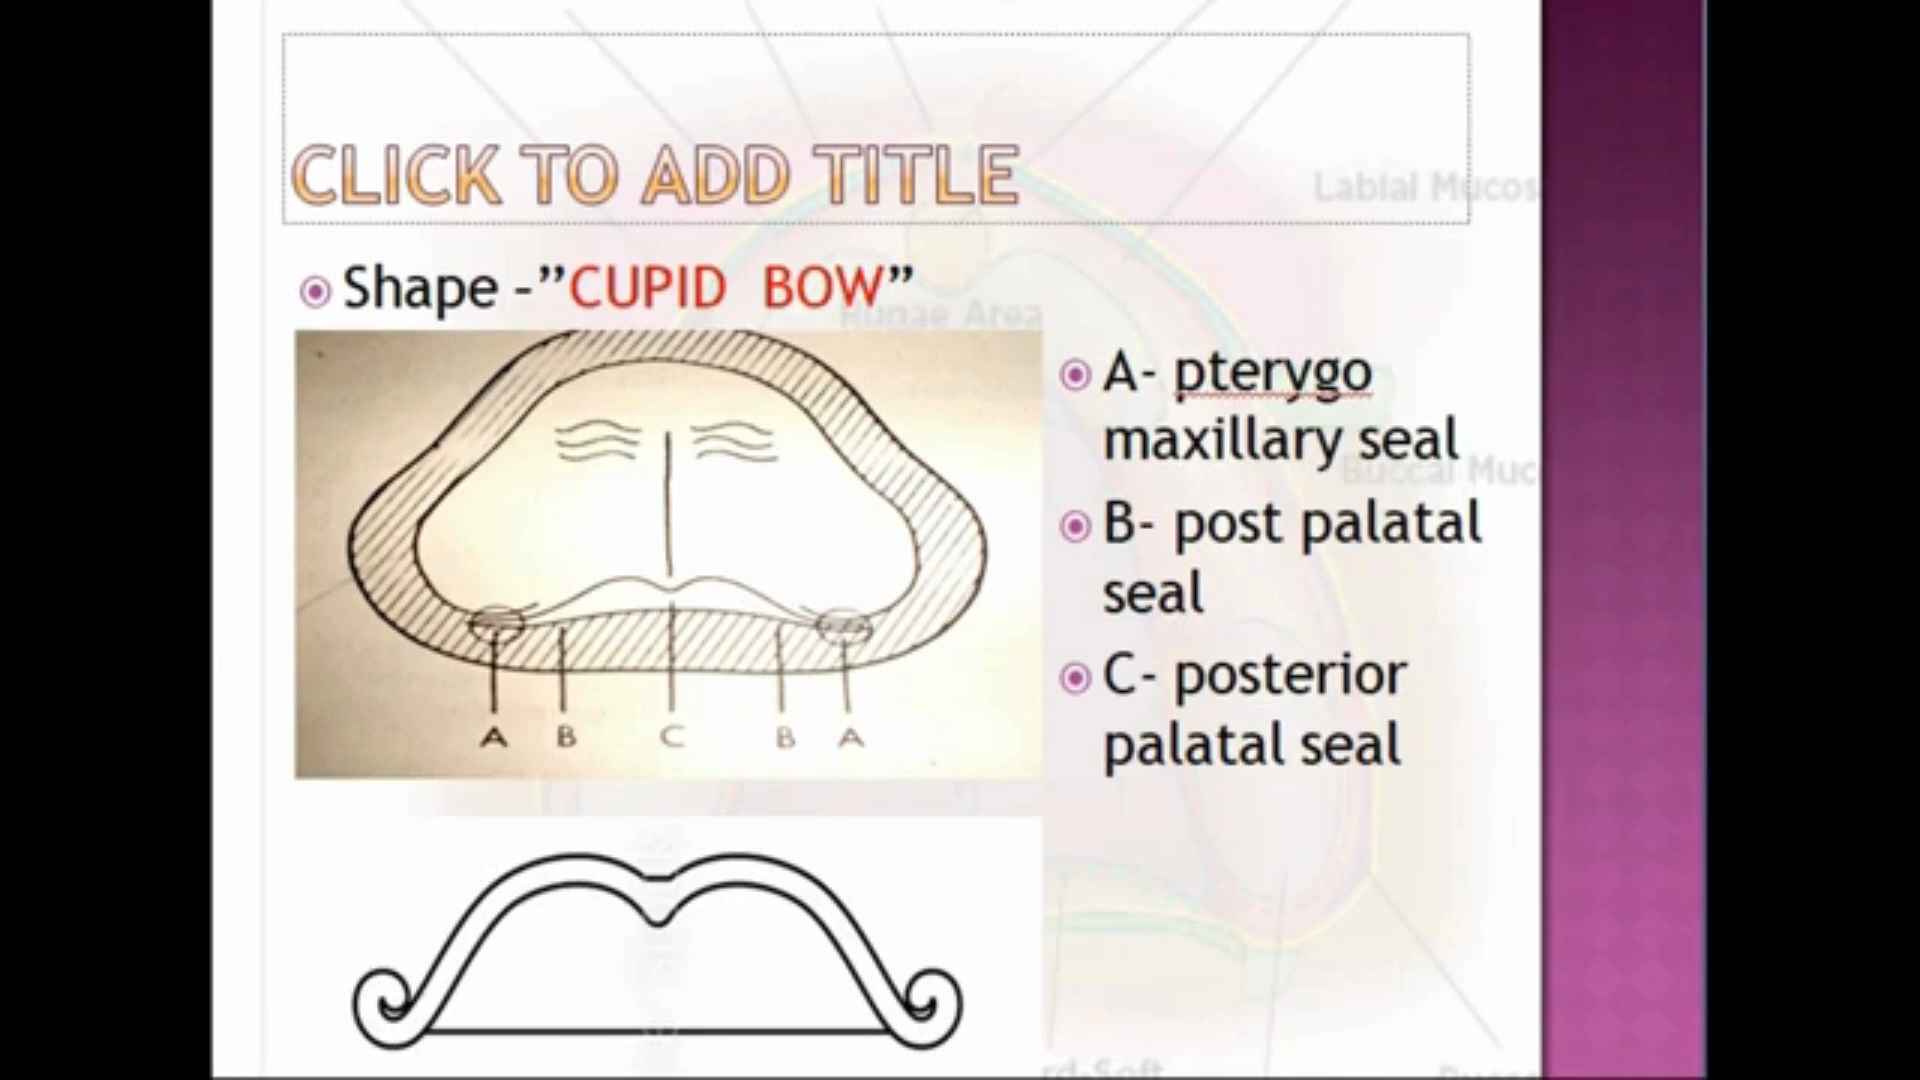 CLICK TO ADD TITLE
Labial Mucos
Shape -”CUPID BOW”
Rugae Area
A- pterygo
maxillary seal
Buccal Muc
B- post palatal
seal
C- posterior
palatal seal
A B C B A
rd-Soft